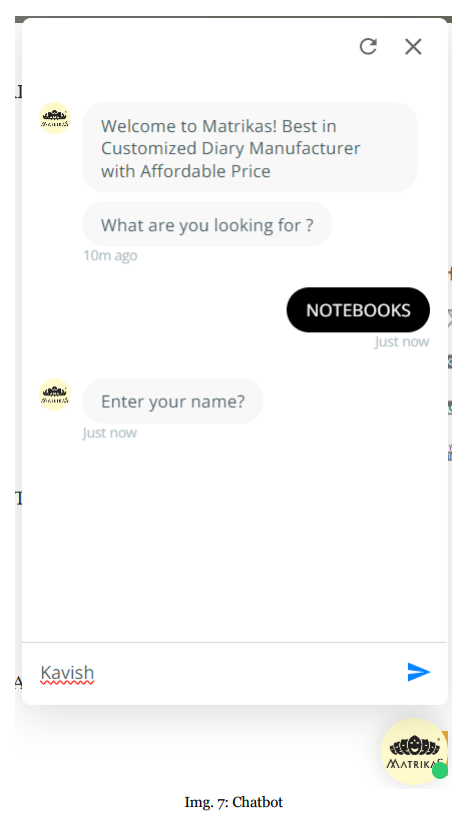 Welcome to Matrikas! Best in
Customized Diary Manufacturer
with Affordable Price
What are you looking for ?
10m ago
NOTEBOOKS
Just now
Enter your name?
Just now
Kavish
MATRIKAS
Img. 7: Chatbot